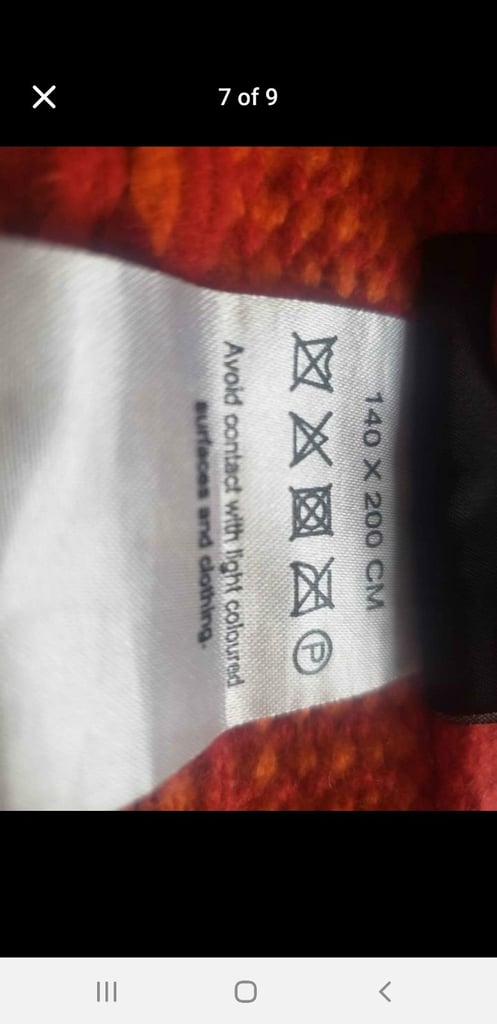 7 of 9
140 X 200 CM
P
Avoid contact with light coloured
surfaces and clothing.